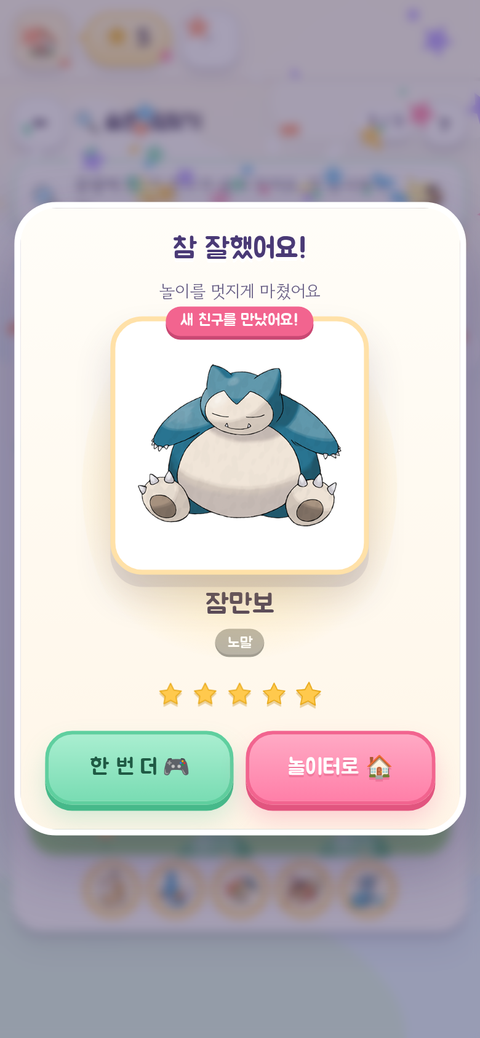 참 잘했어요!
놀이를 멋지게 마쳤어요
새 친구를 만났어요!
잠만보
노말
한 번 더 🎮
놀이터로 🏠